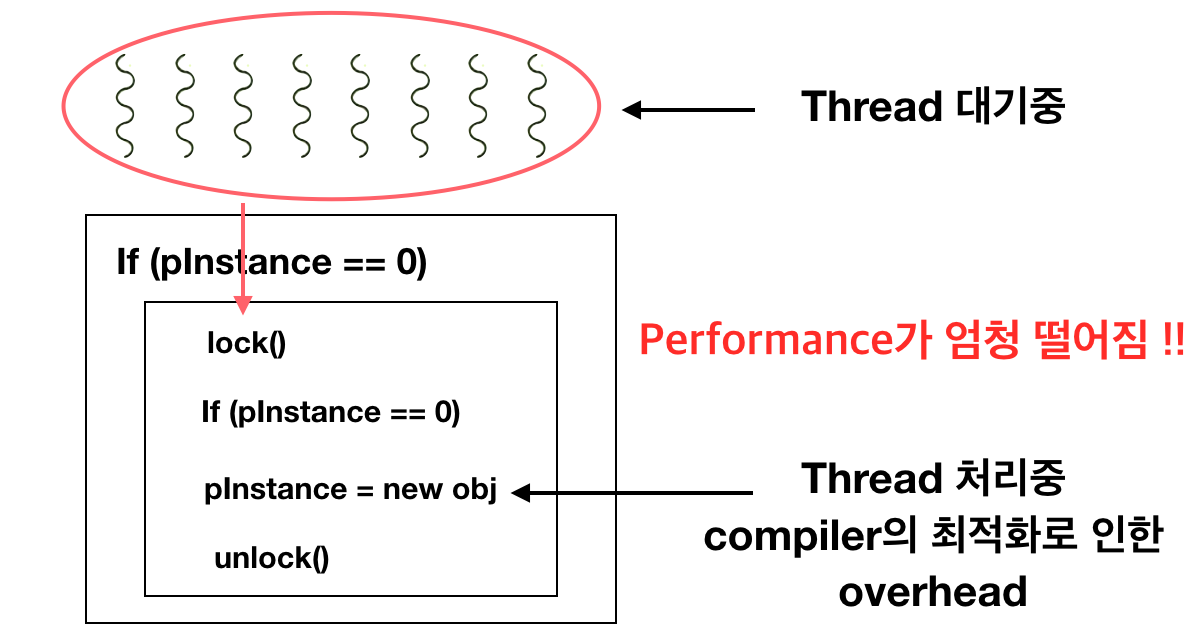 Thread 대기중
If (pInstance == 0)
lock()
Performance가 엄청 떨어짐 !!
If (pInstance == 0)
pInstance = new obj
unlock()
Thread 처리중
compiler의 최적화로 인한
overhead